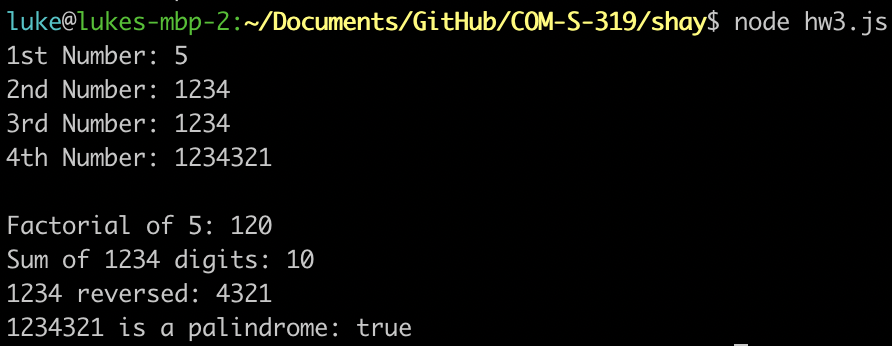 luke@lukes-mbp-2:~/Documents/GitHub/COM-S-319/shay$ node hw3.js
1st Number: 5
2nd Number: 1234
3rd Number: 1234
4th Number: 1234321
Factorial of 5: 120
Sum of 1234 digits: 10
1234 reversed: 4321
1234321 is a palindrome: true